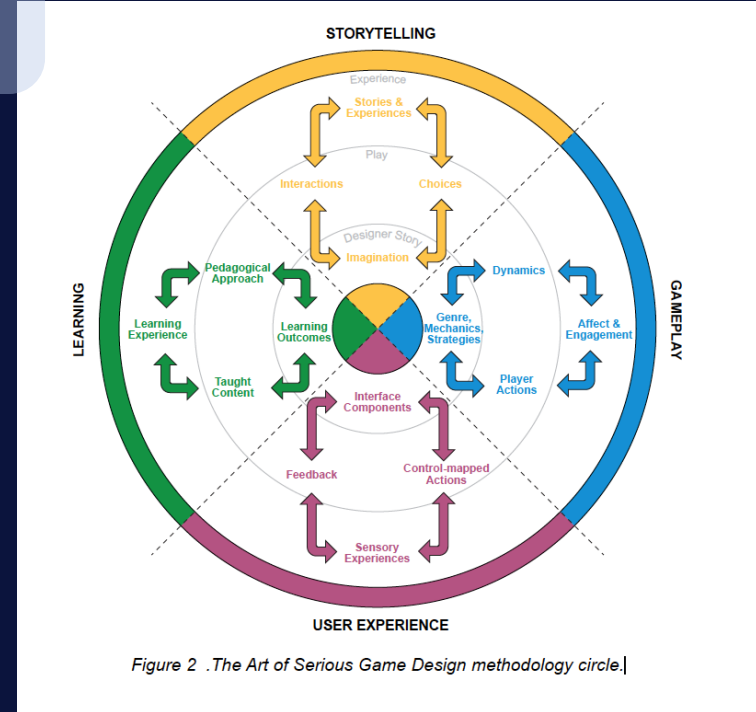 STORYTELLING
Experience
Stories &
Experiences
Play
Interactions
Choices
Designer Story
Imagination
LEARNING
Pedagogical
Approach
Learning
Experience
Learning
Outcomes
Taught
Content
GAMEPLAY
Dynamics
Genre,
Mechanics,
Strategies
Affect &
Engagement
Player
Actions
Interface
Components
Feedback
Control-mapped
Actions
Sensory
Experiences
USER EXPERIENCE
Figure 2 .The Art of Serious Game Design methodology circle.